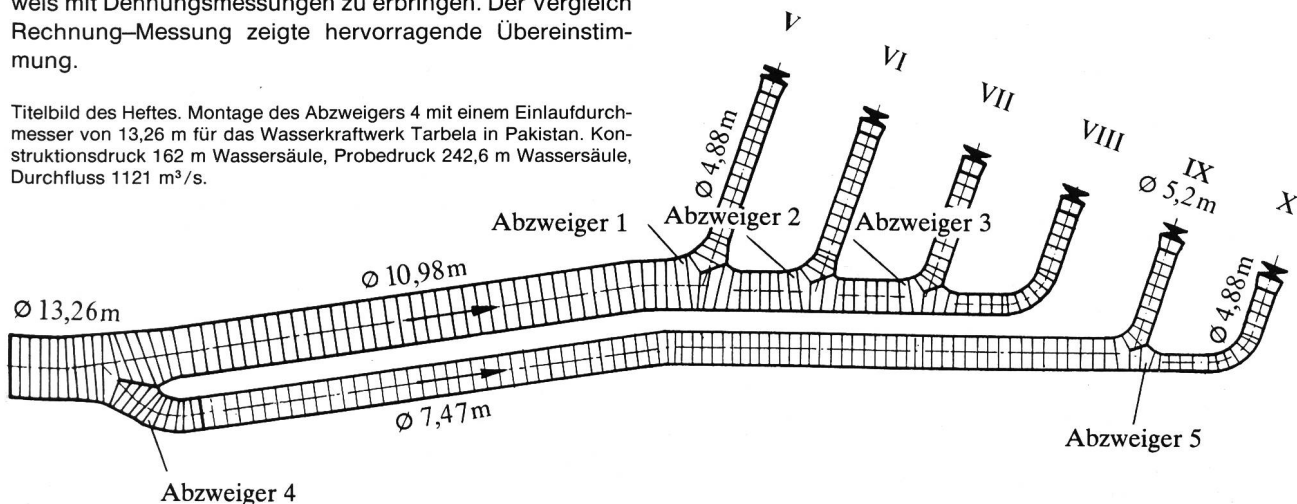 weis mit Dehnungsmessungen zu erbringen. Der Vergleich
Rechnung–Messung zeigte hervorragende Übereinstim-
mung.
Titelbild des Heftes. Montage des Abzweigers 4 mit einem Einlaufdurch-
messer von 13,26 m für das Wasserkraftwerk Tarbela in Pakistan. Kon-
struktionsdruck 162 m Wassersäule, Probedruck 242,6 m Wassersäule,
Durchfluss 1121 m³/s.
V
VI
VII
VIII
IX
Ø 5,2 m
X
Ø 4,88 m
Abzweiger 1
Abzweiger 2
Abzweiger 3
Ø 10,98 m
Ø 13,26 m
Ø 4,88 m
Ø 7,47 m
Abzweiger 5
Abzweiger 4